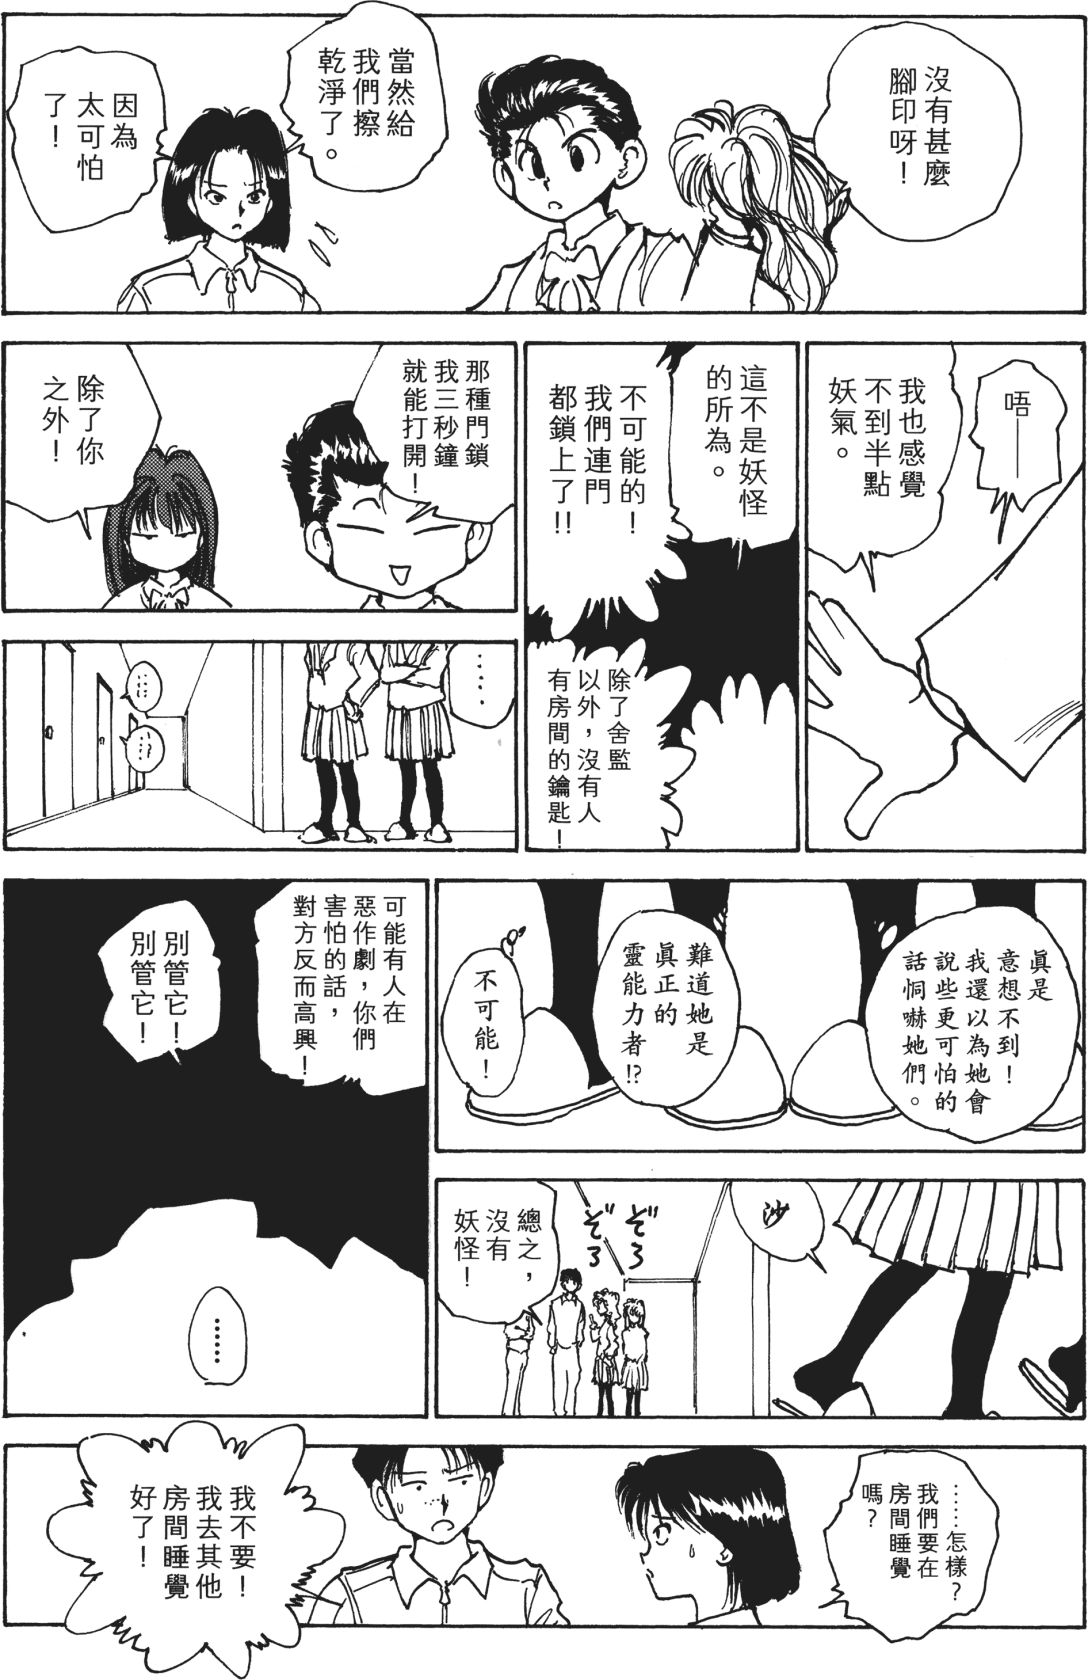 沒有甚麼
腳印呀！
當然給
我們擦
乾淨了。
因為
太可怕
了！
唔——
我也感覺
不到半點
妖氣。
這不是妖怪
的所為。
不可能的！
我們連門
都鎖上了!!
除了舍監
以外，沒有人
有房間的鑰匙！
那種門鎖
我三秒鐘
就能打開！
除了你
之外！
……
……
……
真是
意想不到！
我還以為她會
說些更可怕的
話恫嚇她們。
難道她是
真正的
靈能力者!?
不可能！
可能有人在
惡作劇，你們
害怕的話，
對方反而高興！
別管它！
別管它！
……
沙
ぞろ
ぞろ
總之，
沒有
妖怪！
……怎樣？
我們要在
房間睡覺
嗎？
我不要！
我去其他
房間睡覺
好了！